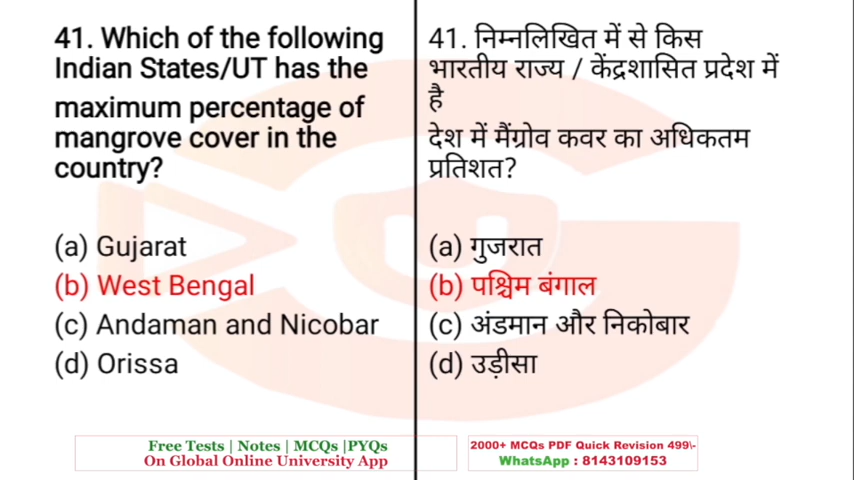 41. Which of the following
Indian States/UT has the
maximum percentage of
mangrove cover in the
country?
(a) Gujarat
(b) West Bengal
(c) Andaman and Nicobar
(d) Orissa
41. निम्नलिखित में से किस
भारतीय राज्य / केंद्रशासित प्रदेश में
है
देश में मैंग्रोव कवर का अधिकतम
प्रतिशत?
(a) गुजरात
(b) पश्चिम बंगाल
(c) अंडमान और निकोबार
(d) उड़ीसा
Free Tests | Notes | MCQs |PYQs
On Global Online University App
2000+ MCQs PDF Quick Revision 499\-
WhatsApp : 8143109153